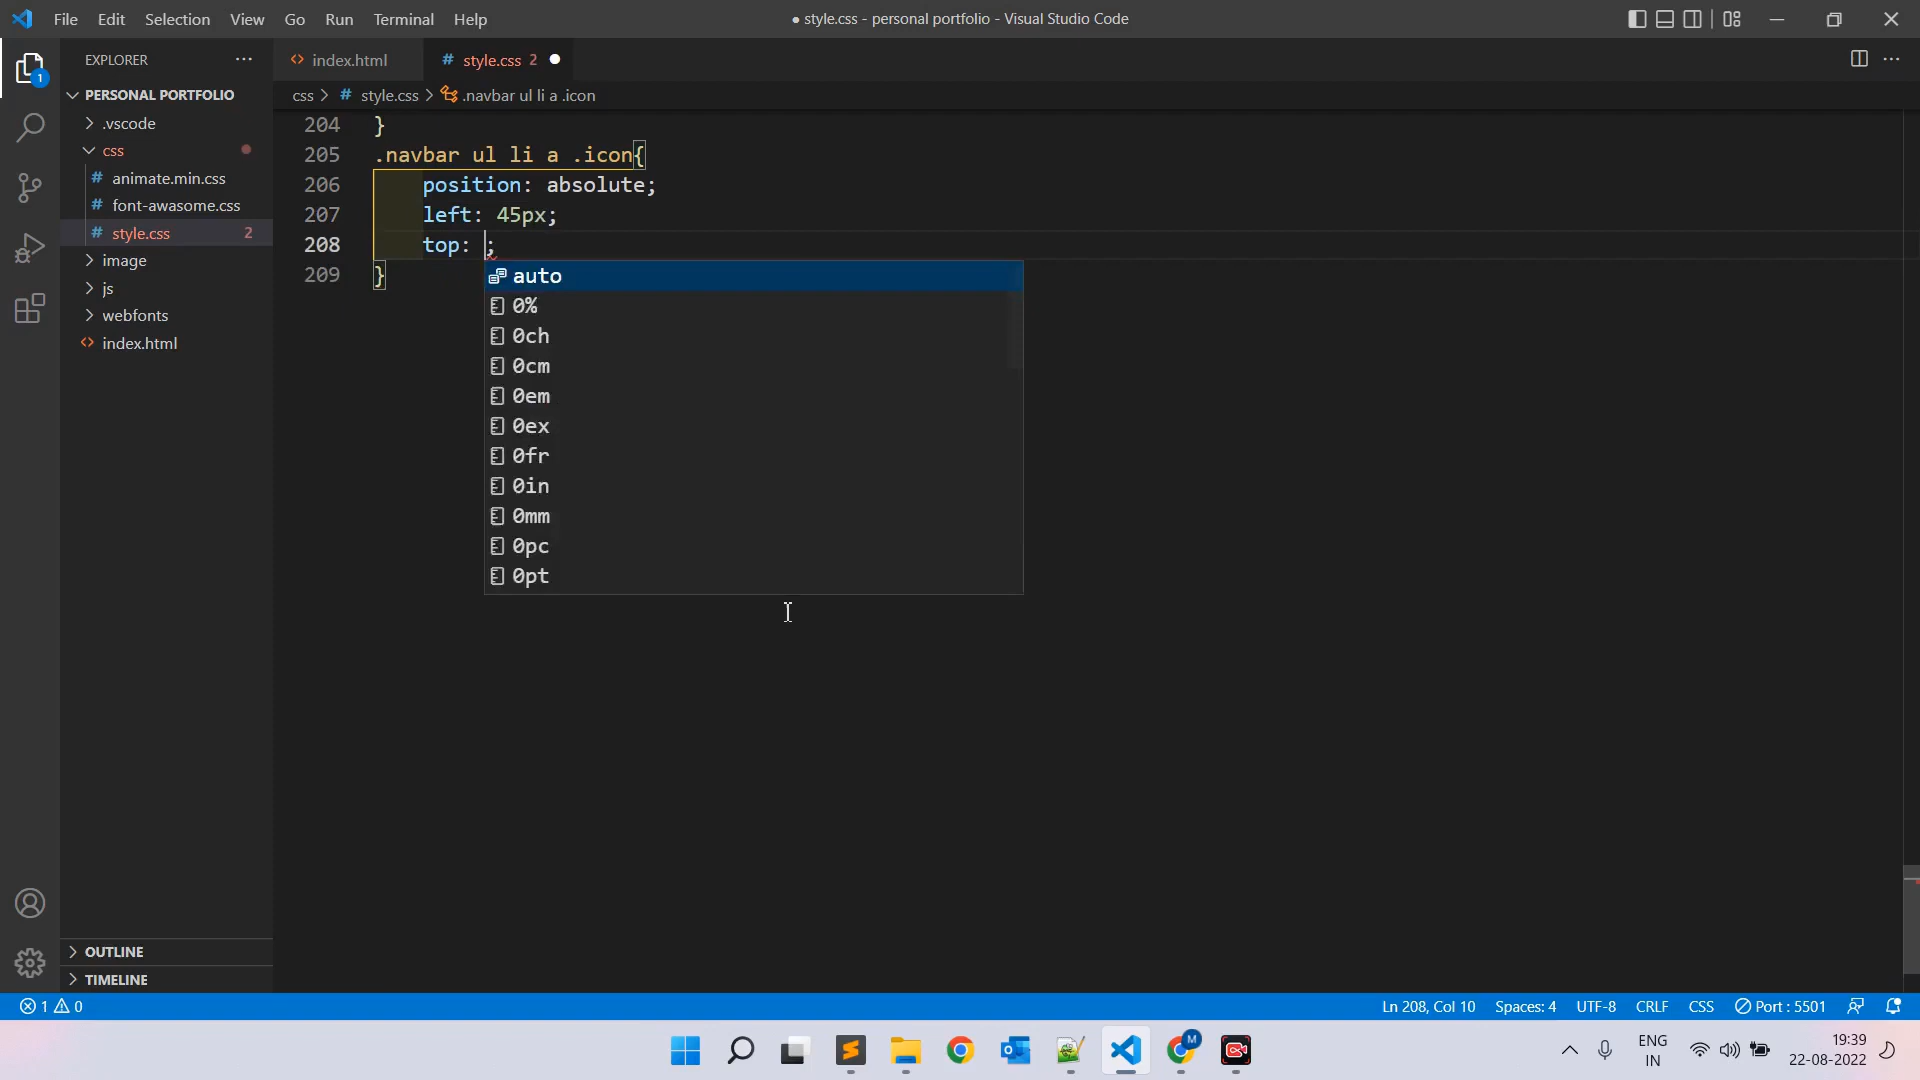 File Edit Selection View Go Run Terminal Help
● style.css - personal portfolio - Visual Studio Code
EXPLORER
index.html
# style.css 2
css > # style.css > .navbar ul li a .icon
PERSONAL PORTFOLIO
.vscode
css
# animate.min.css
# font-awasome.css
# style.css 2
image
js
webfonts
index.html
OUTLINE
TIMELINE
204 }
205 .navbar ul li a .icon{
206 position: absolute;
207 left: 45px;
208 top: ;
209 }
auto
0%
0ch
0cm
0em
0ex
0fr
0in
0mm
0pc
0pt
1
1 0
Ln 208, Col 10 Spaces: 4 UTF-8 CRLF CSS Port : 5501
M
ENG
IN
19:39
22-08-2022